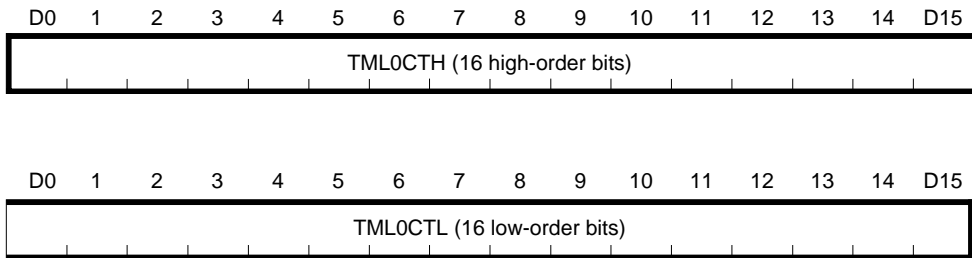 D0 1 2 3 4 5 6 7 8 9 10 11 12 13 14 D15
TML0CTH (16 high-order bits)
D0 1 2 3 4 5 6 7 8 9 10 11 12 13 14 D15
TML0CTL (16 low-order bits)